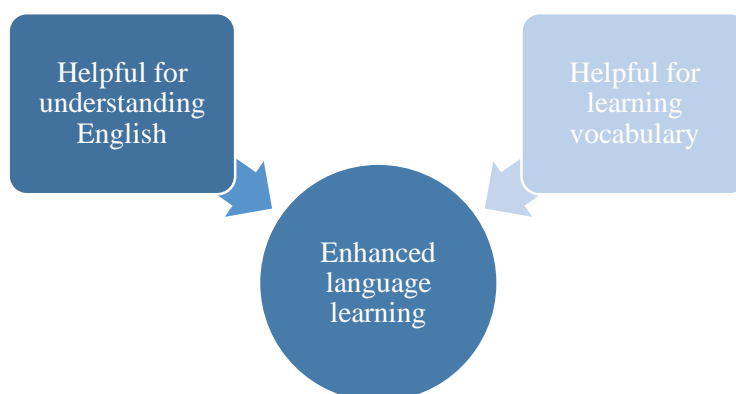 Helpful for
understanding
English
Helpful for
learning
vocabulary
Enhanced
language
learning